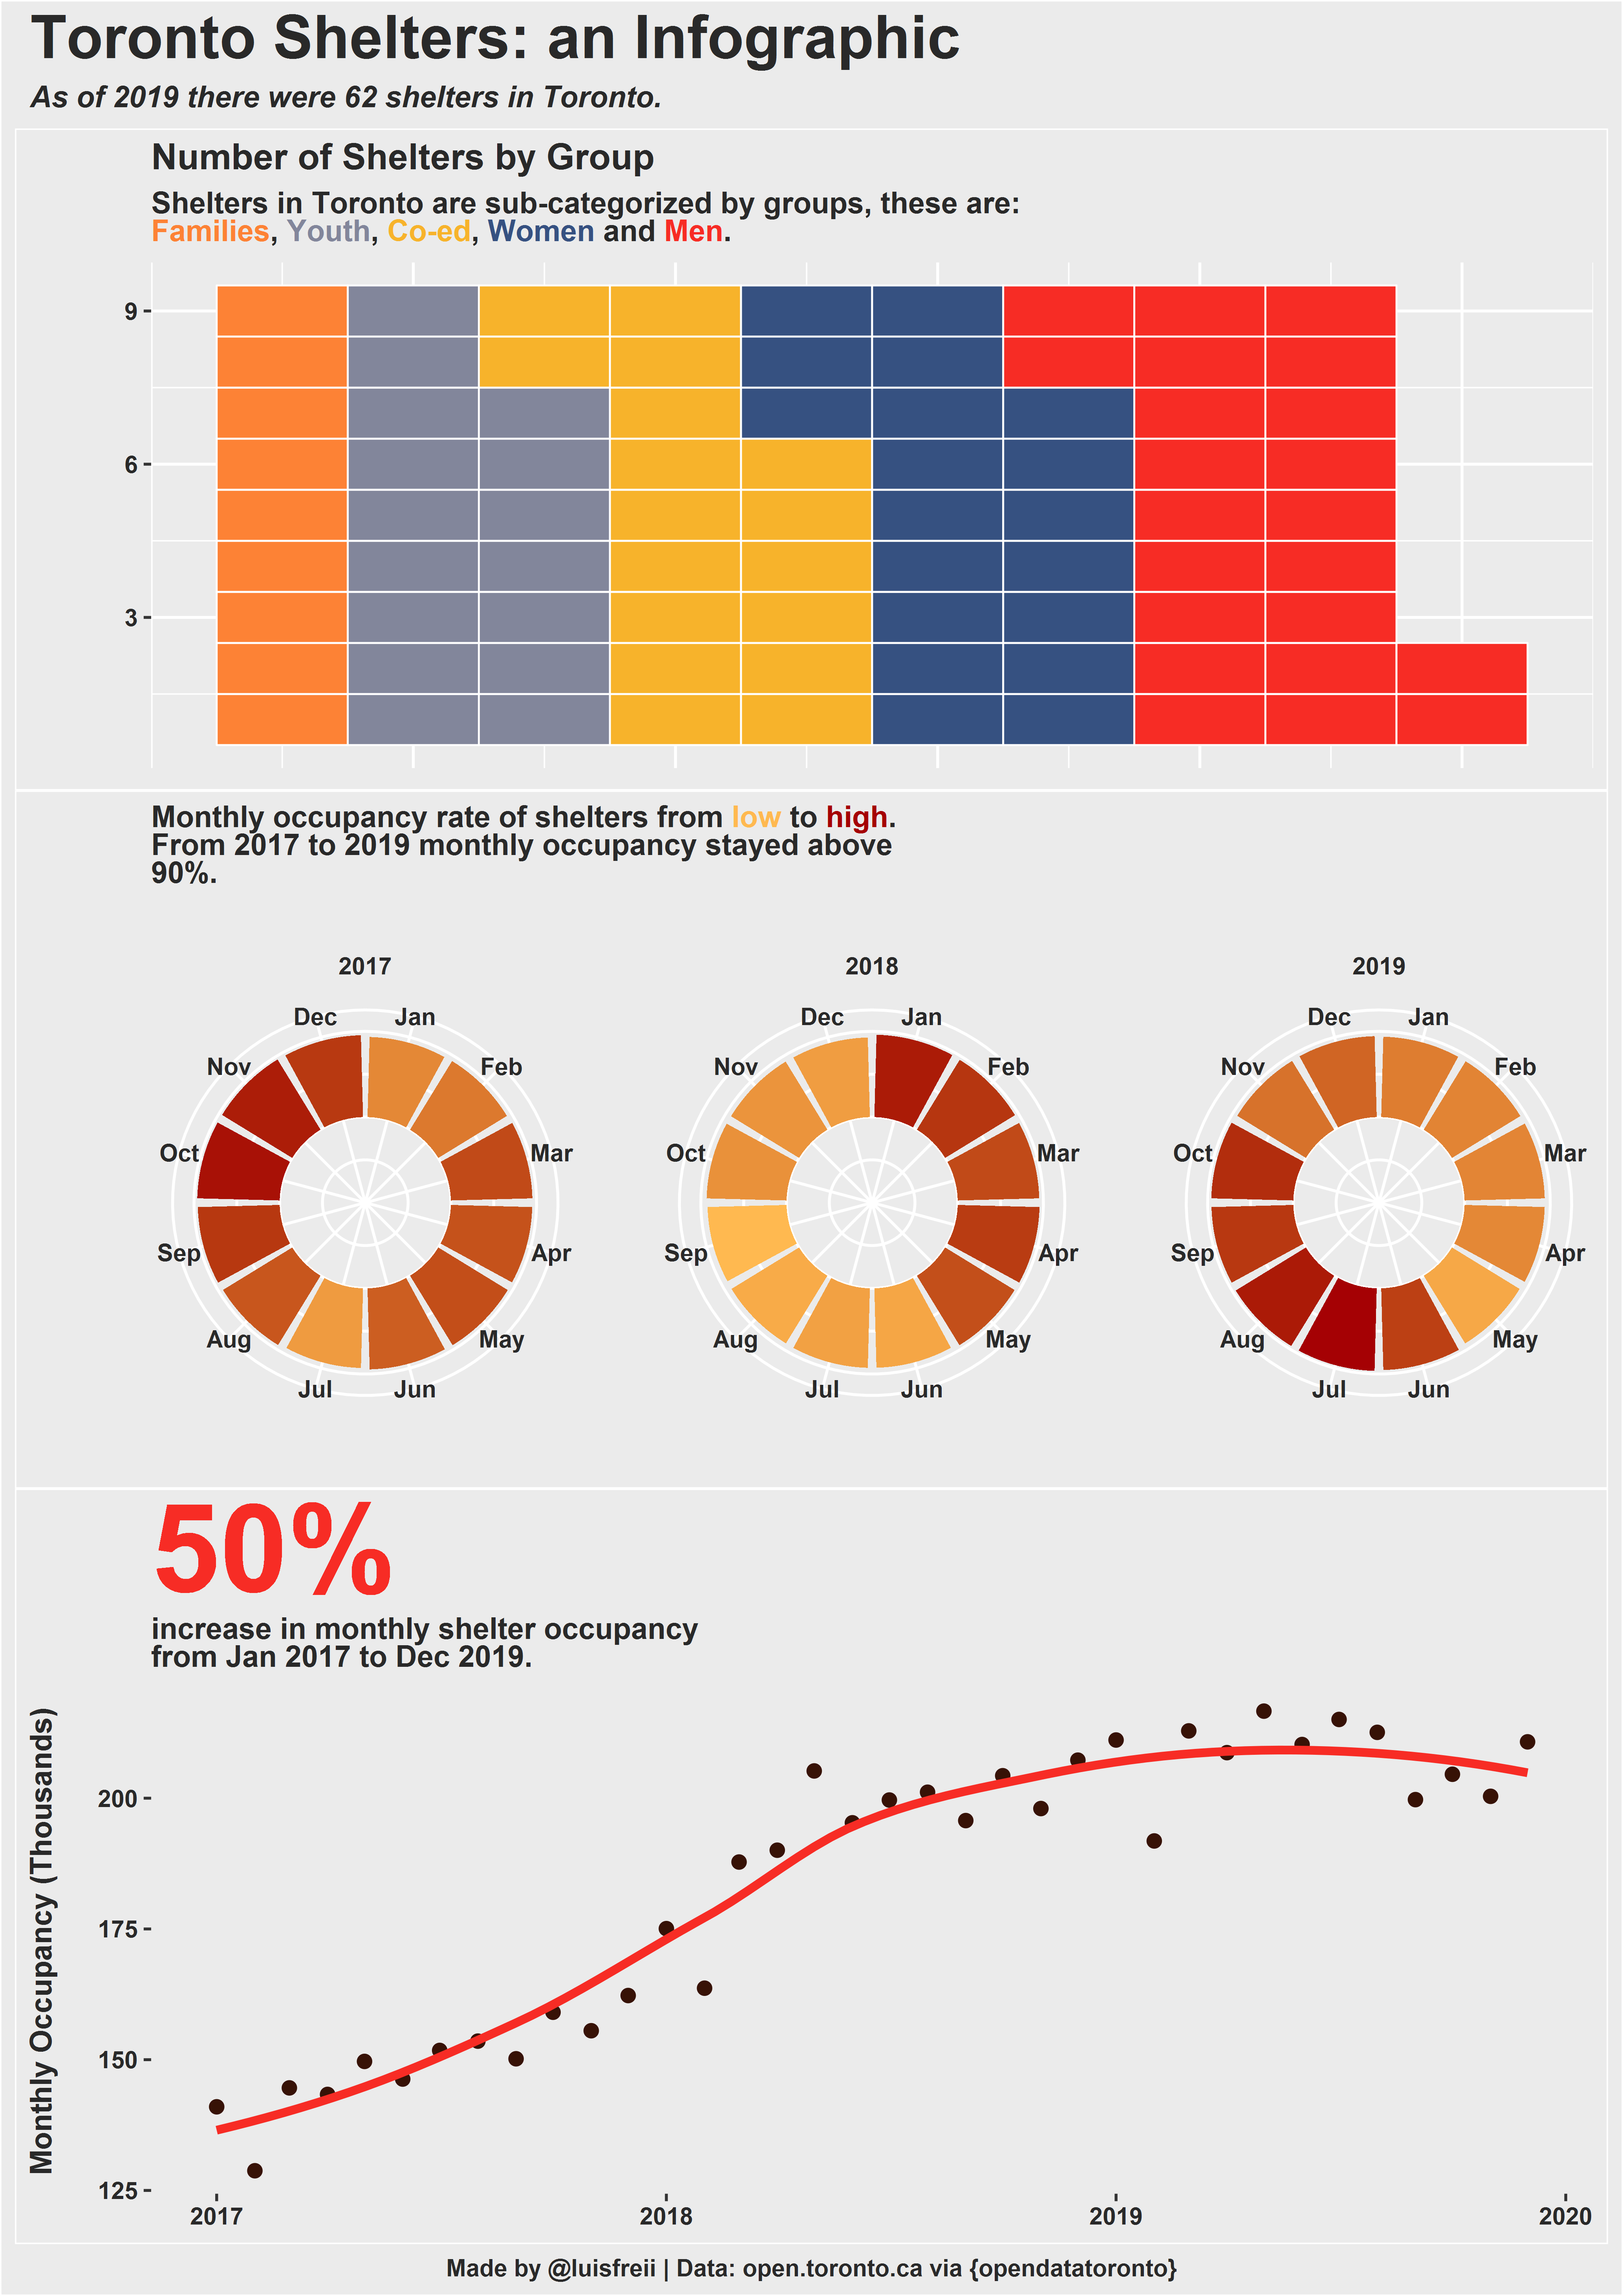 Toronto Shelters: an Infographic
As of 2019 there were 62 shelters in Toronto.
Number of Shelters by Group
Shelters in Toronto are sub-categorized by groups, these are:
Families, Youth, Co-ed, Women and Men.
9
6
3
Monthly occupancy rate of shelters from low to high.
From 2017 to 2019 monthly occupancy stayed above
90%.
2017
Dec
Jan
Nov
Feb
Oct
Mar
Sep
Apr
Aug
May
Jul
Jun
2018
Dec
Jan
Nov
Feb
Oct
Mar
Sep
Apr
Aug
May
Jul
Jun
2019
Dec
Jan
Nov
Feb
Oct
Mar
Sep
Apr
Aug
May
Jul
Jun
50%
increase in monthly shelter occupancy
from Jan 2017 to Dec 2019.
Monthly Occupancy (Thousands)
200
175
150
125
2017
2018
2019
2020
Made by @luisfreii | Data: open.toronto.ca via {opendatatoronto}